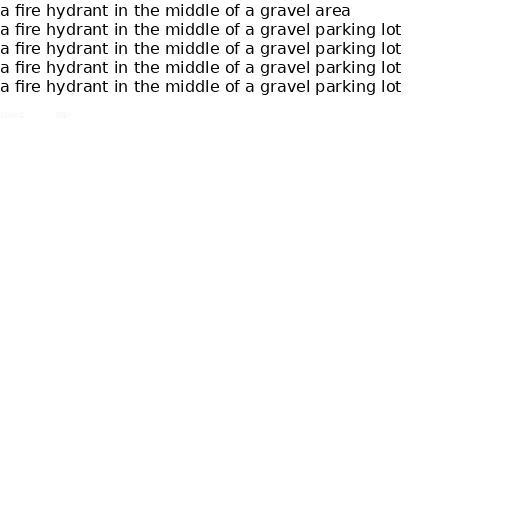 a fire hydrant in the middle of a gravel area
a fire hydrant in the middle of a gravel parking lot
a fire hydrant in the middle of a gravel parking lot
a fire hydrant in the middle of a gravel parking lot
a fire hydrant in the middle of a gravel parking lot